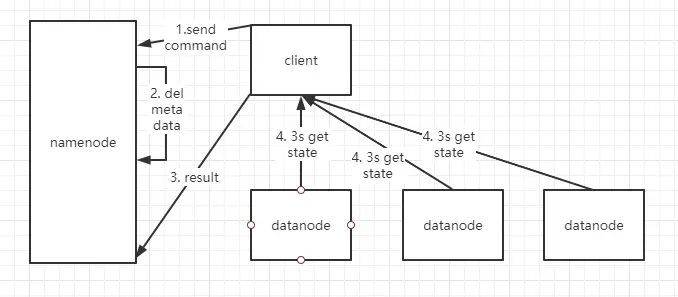 1.send
command
client
2. del
meta
data
namenode
3. result
4. 3s get
state
4. 3s get
state
4. 3s get
state
datanode
datanode
datanode